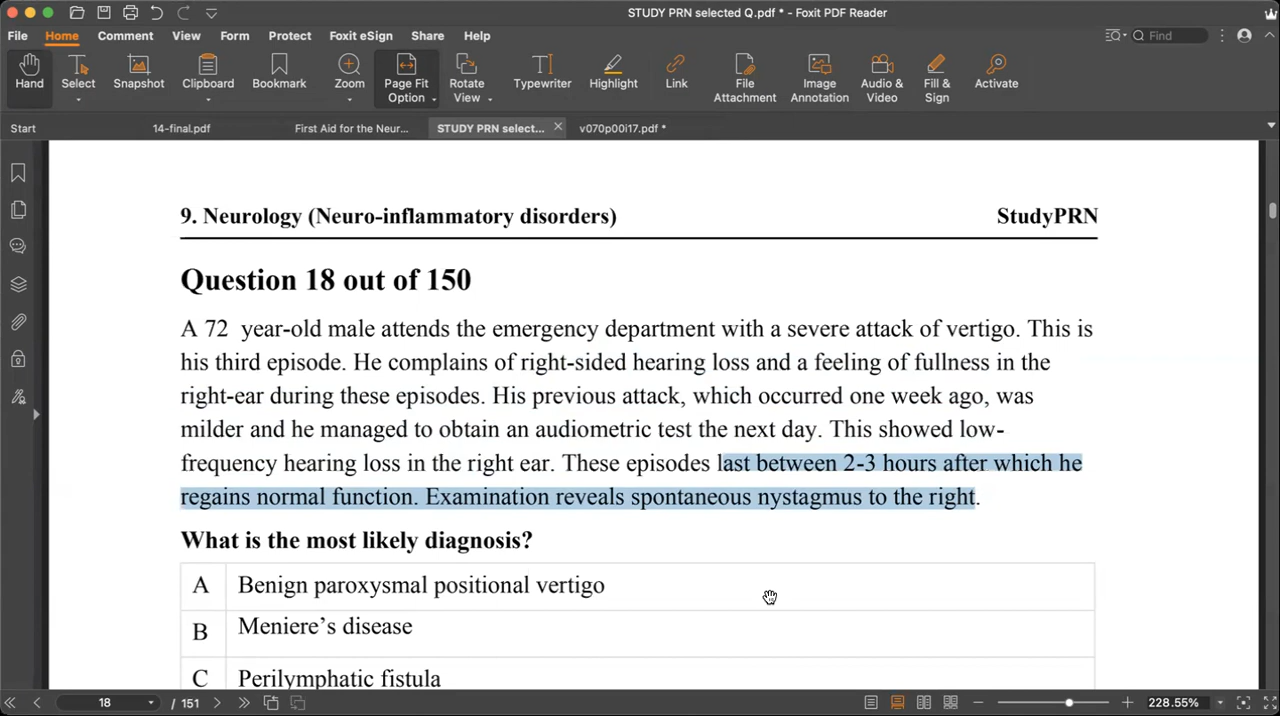 STUDY PRN selected Q.pdf * - Foxit PDF Reader
File Home Comment View Form Protect Foxit eSign Share Help Find
Hand Select Snapshot Clipboard Bookmark Zoom Page Fit Option Rotate View Typewriter Highlight Link File Attachment Image Annotation Audio & Video Fill & Sign Activate
Start 14-final.pdf First Aid for the Neur... STUDY PRN select... v070p00i17.pdf *
9. Neurology (Neuro-inflammatory disorders) StudyPRN
Question 18 out of 150
A 72 year-old male attends the emergency department with a severe attack of vertigo. This is
his third episode. He complains of right-sided hearing loss and a feeling of fullness in the
right-ear during these episodes. His previous attack, which occurred one week ago, was
milder and he managed to obtain an audiometric test the next day. This showed low-
frequency hearing loss in the right ear. These episodes last between 2-3 hours after which he
regains normal function. Examination reveals spontaneous nystagmus to the right.
What is the most likely diagnosis?
A Benign paroxysmal positional vertigo
B Meniere's disease
C Perilymphatic fistula
18 / 151 228.55%